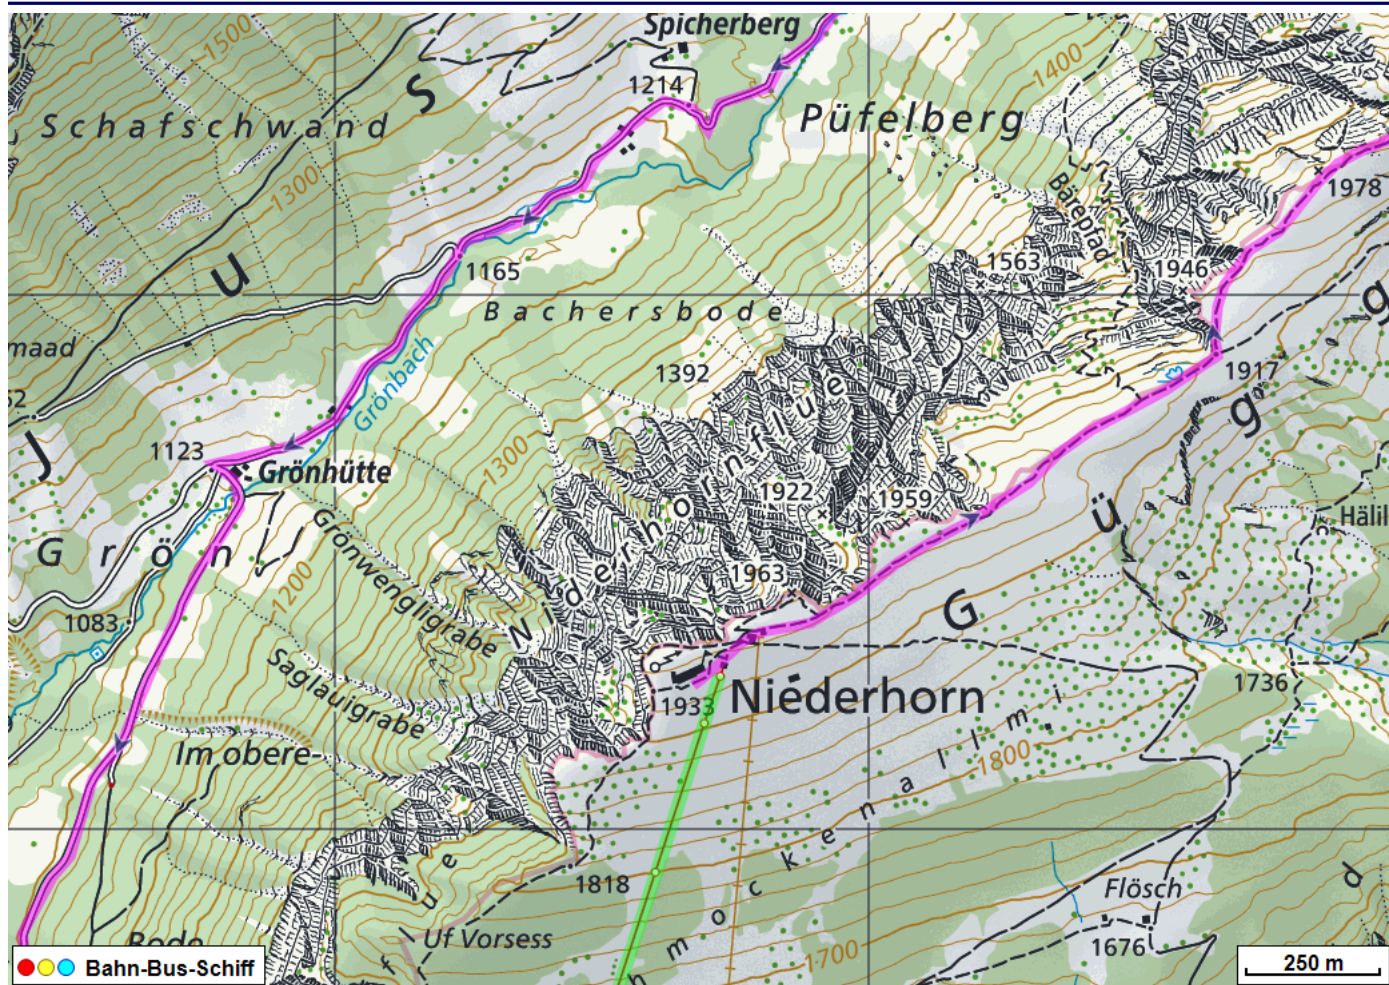 Spicherberg
1500
1214
1400
Schafschwand
Püfelberg
1300
Bärepfad
1978
1165
1563
1946
Bachersbode
maad
Grönbach
1392
1917
J u s
1123
Grönhütte
1300
Niderhornflue
1922
1959
Grön
Grönwengligrabe
1200
1963
1083
Saglauigrabe
1933
Niederhorn
1736
Im obere-
1800
1818
Flösch
Uf Vorsess
1676
1700
Bode
Bahn-Bus-Schiff
250 m